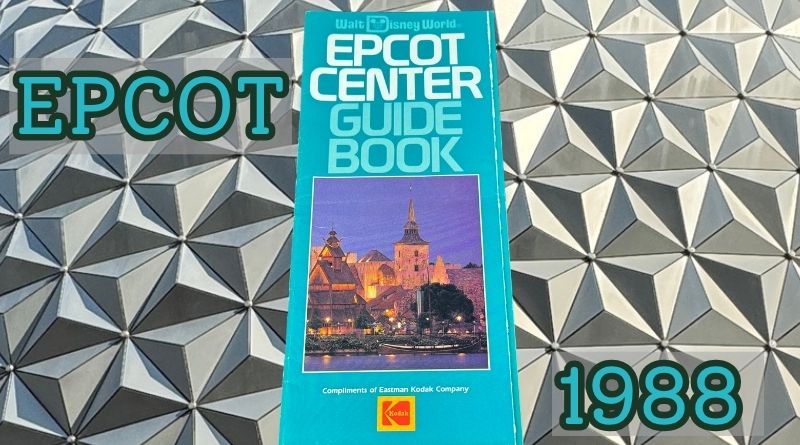 Walt Disney World
EPCOT
CENTER
GUIDE
BOOK
EPCOT
Compliments of Eastman Kodak Company
Kodak
1988